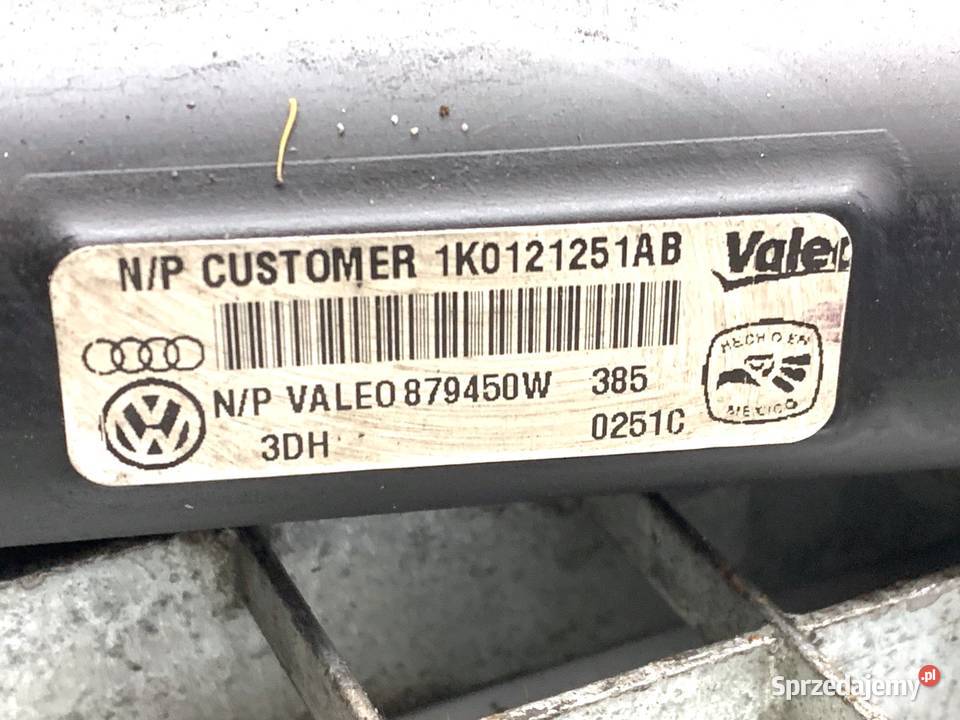 N/P CUSTOMER 1K0121251AB
Valeo
N/P VALEO 879450W 385
3DH 0251C
HECHO EN
MEXICO
Sprzedajemy.pl